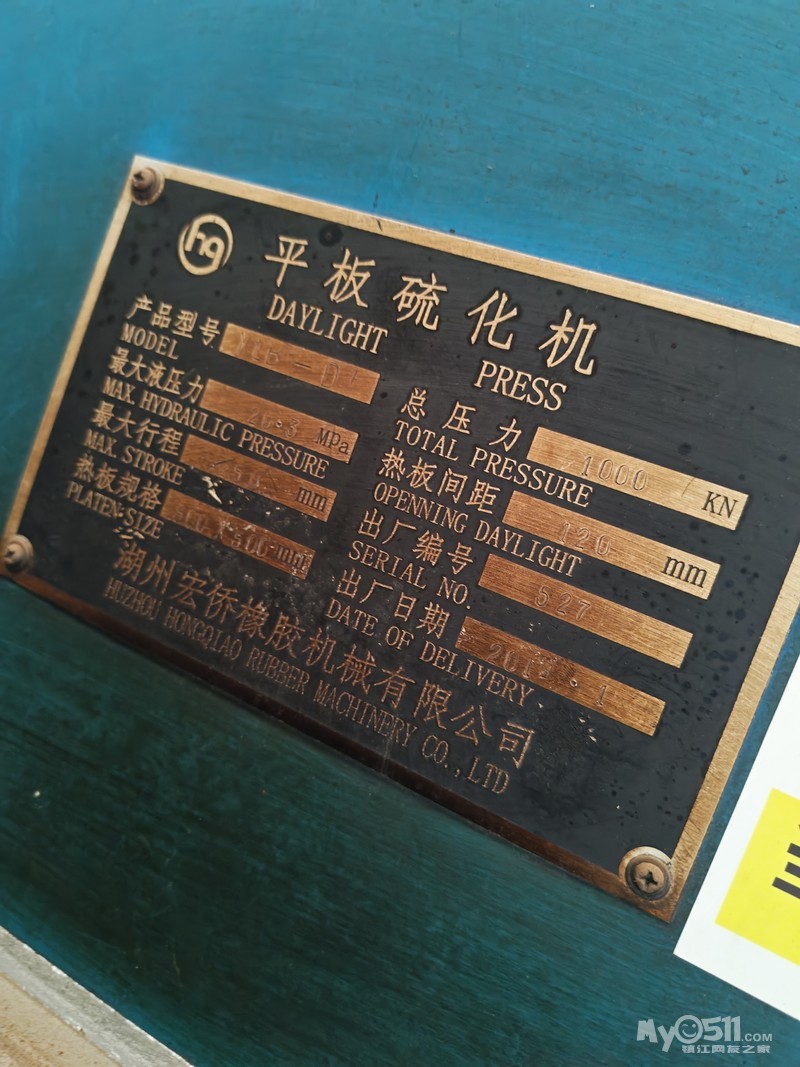 hg
平板硫化机
DAYLIGHT PRESS
产品型号
MODEL
最大液压力 MPa
MAX. HYDRAULIC PRESSURE
最大行程 mm
MAX. STROKE
热板规格 mm
PLATEN·SIZE
总压力 1000 KN
TOTAL PRESSURE
热板间距 120 mm
OPENNING DAYLIGHT
出厂编号 527
SERIAL NO.
出厂日期
DATE OF DELIVERY
湖州宏侨橡胶机械有限公司
HUZHOU HONGQIAO RUBBER MACHINERY CO.,LTD
My0511.COM
镇江网友之家